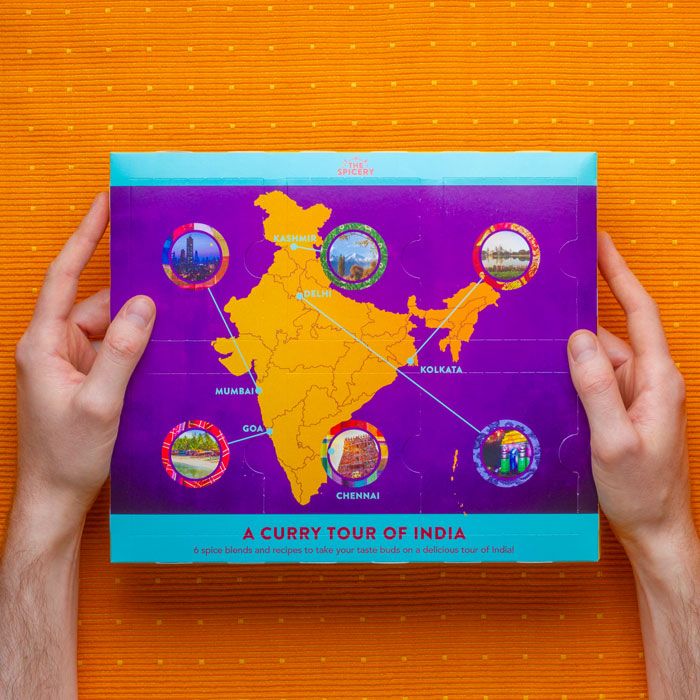 THE
SPICERY
KASHMIR
DELHI
KOLKATA
MUMBAI
GOA
CHENNAI
A CURRY TOUR OF INDIA
6 spice blends and recipes to take your taste buds on a delicious tour of India!